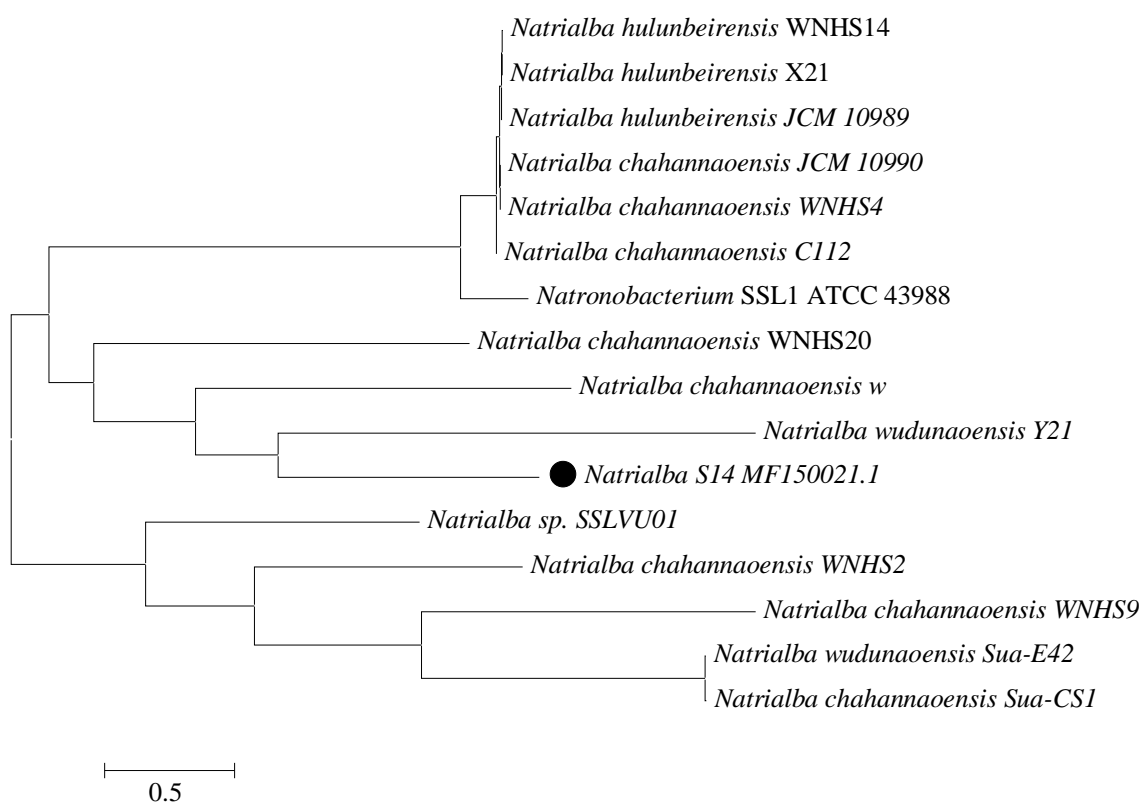 Natrialba hulunbeirensis WNHS14
Natrialba hulunbeirensis X21
Natrialba hulunbeirensis JCM 10989
Natrialba chahannaoensis JCM 10990
Natrialba chahannaoensis WNHS4
Natrialba chahannaoensis C112
Natronobacterium SSL1 ATCC 43988
Natrialba chahannaoensis WNHS20
Natrialba chahannaoensis w
Natrialba wudunaoensis Y21
Natrialba S14 MF150021.1
Natrialba sp. SSLVU01
Natrialba chahannaoensis WNHS2
Natrialba chahannaoensis WNHS9
Natrialba wudunaoensis Sua-E42
Natrialba chahannaoensis Sua-CS1
0.5